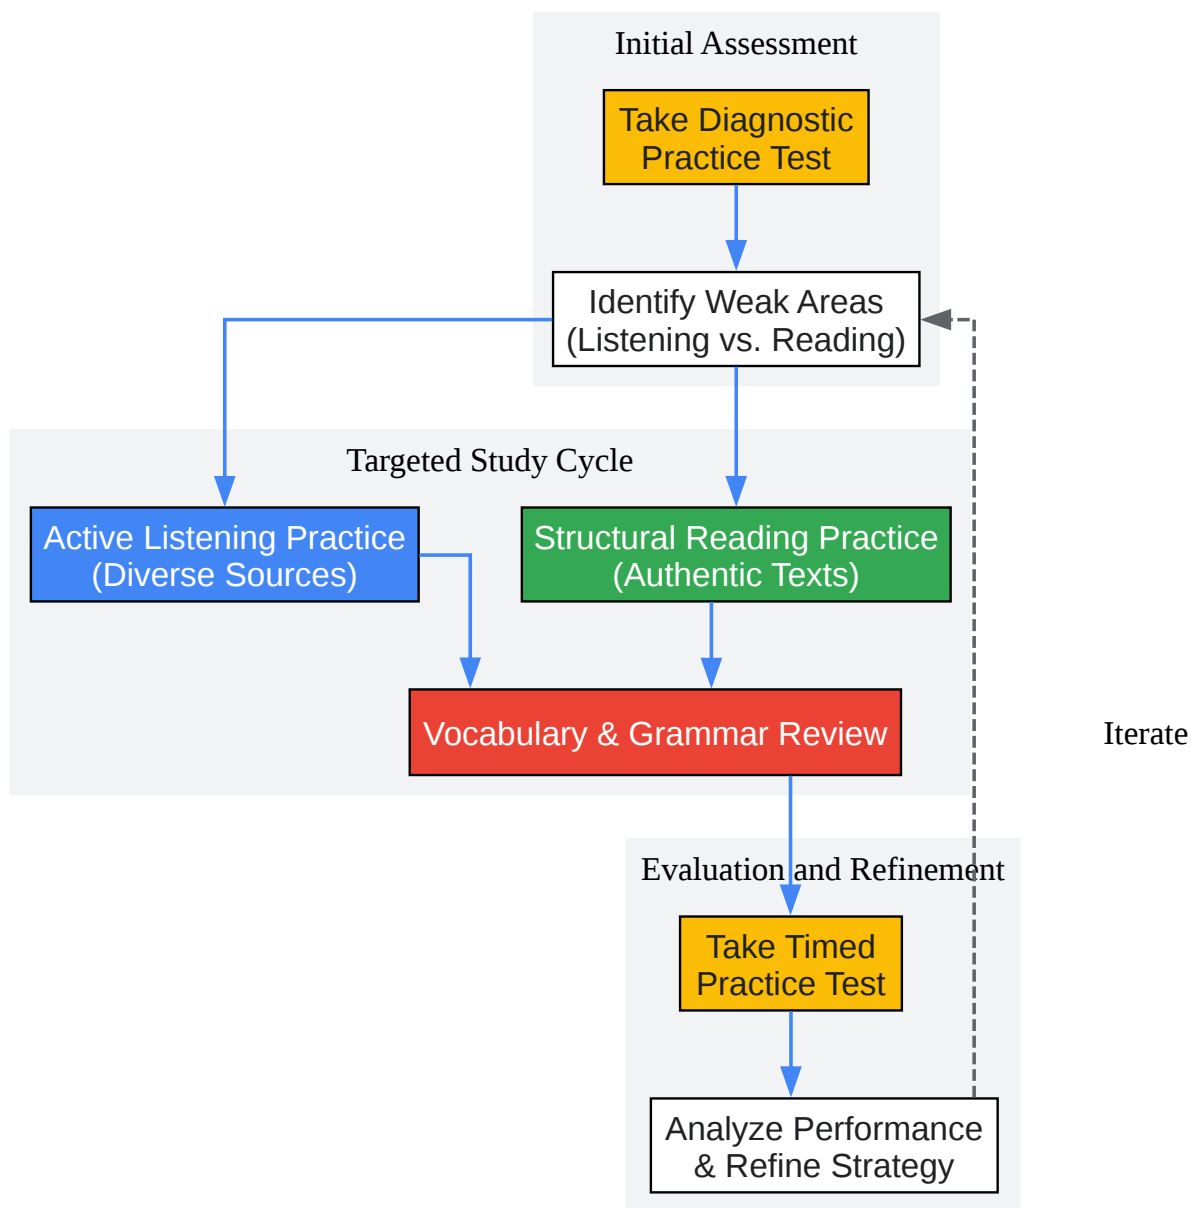 Initial Assessment
Take Diagnostic
Practice Test
Identify Weak Areas
(Listening vs. Reading)
Targeted Study Cycle
Active Listening Practice
(Diverse Sources)
Structural Reading Practice
(Authentic Texts)
Vocabulary & Grammar Review
Iterate
Evaluation and Refinement
Take Timed
Practice Test
Analyze Performance
& Refine Strategy